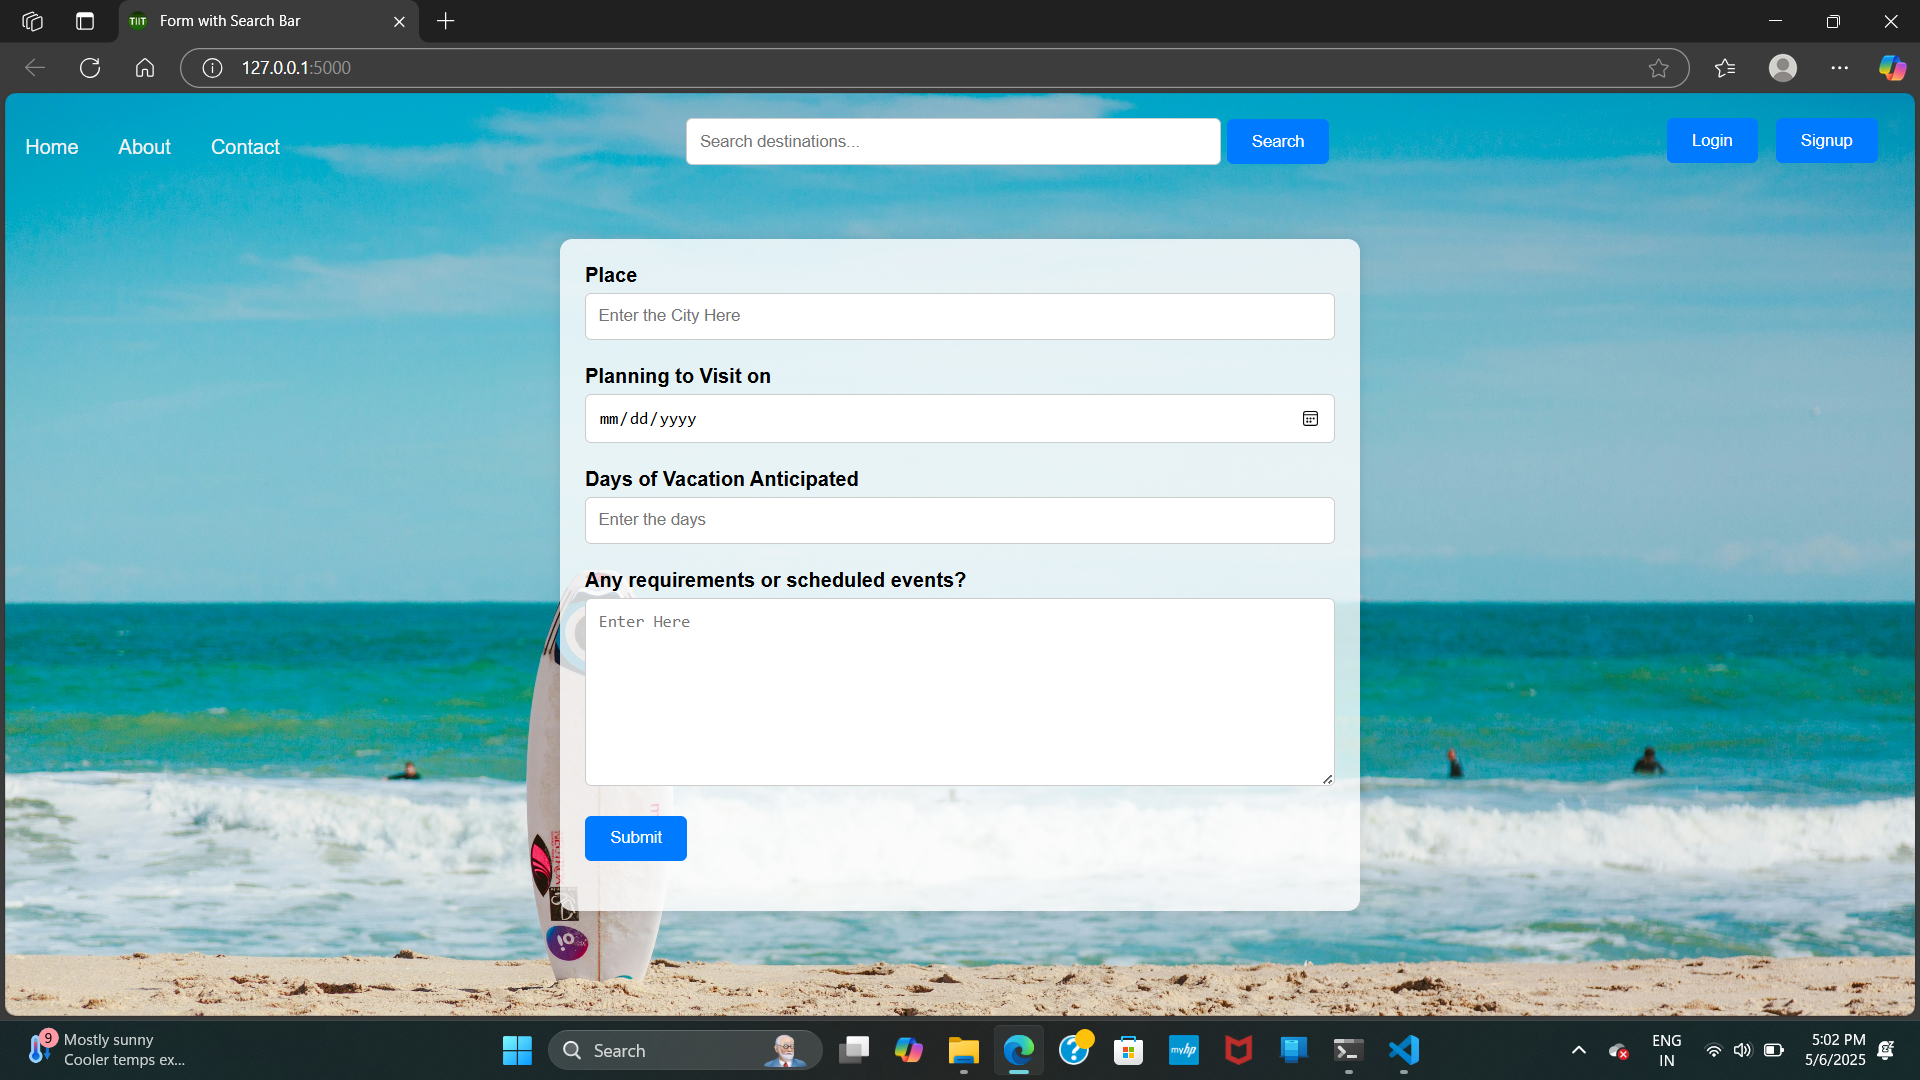 TIIT Form with Search Bar
127.0.0.1:5000
Home About Contact Search destinations... Search Login Signup
Place
Enter the City Here
Planning to Visit on
mm/dd/yyyy
Days of Vacation Anticipated
Enter the days
Any requirements or scheduled events?
Enter Here
Submit
9 Mostly sunny
Cooler temps ex...
Search
myhp
ENG
IN
5:02 PM
5/6/2025